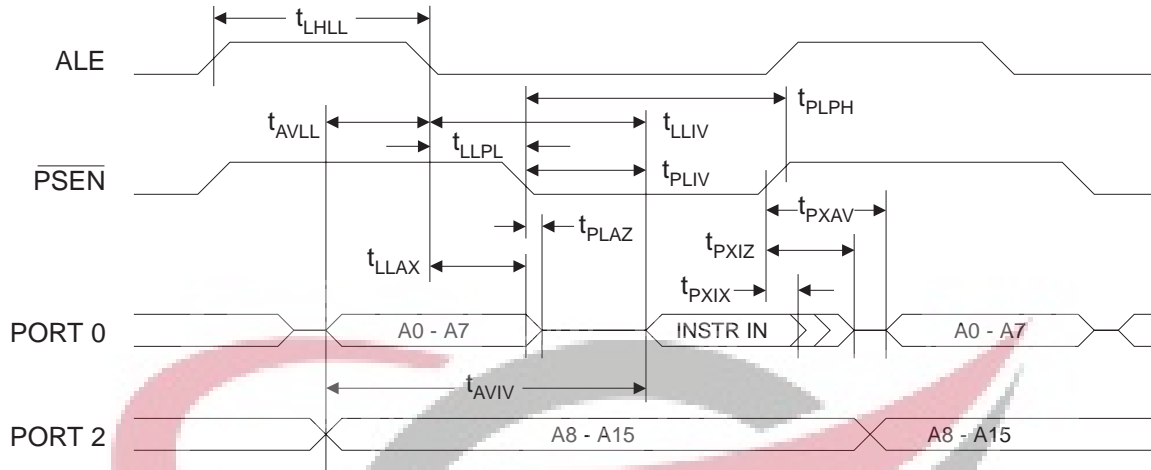 tLHLL
ALE
tPLPH
tAVLL
tLLIV
tLLPL
PSEN
tPLIV
tPXAV
tPLAZ
tPXIZ
tLLAX
tPXIX
PORT 0
A0 - A7
INSTR IN
A0 - A7
tAVIV
PORT 2
A8 - A15
A8 - A15